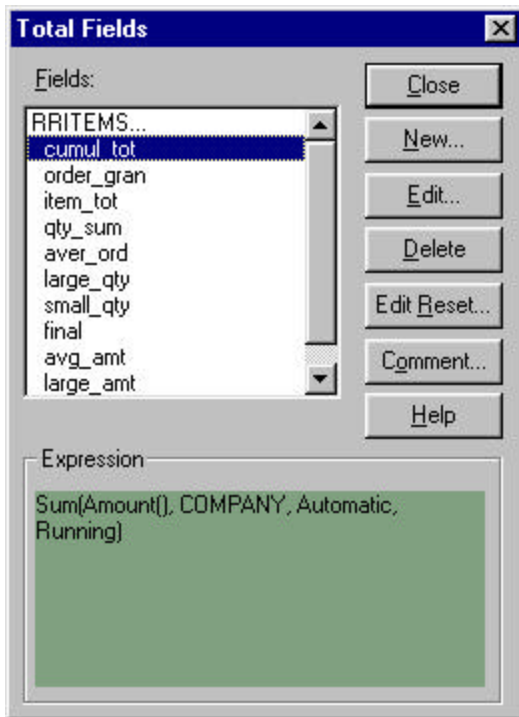 Total Fields
Fields:
RRITEMS...
cumul_tot
order_gran
item_tot
qty_sum
aver_ord
large_qty
small_qty
final
avg_amt
large_amt
Close
New...
Edit...
Delete
Edit Reset...
Comment...
Help
Expression
Sum(Amount(), COMPANY, Automatic,
Running)